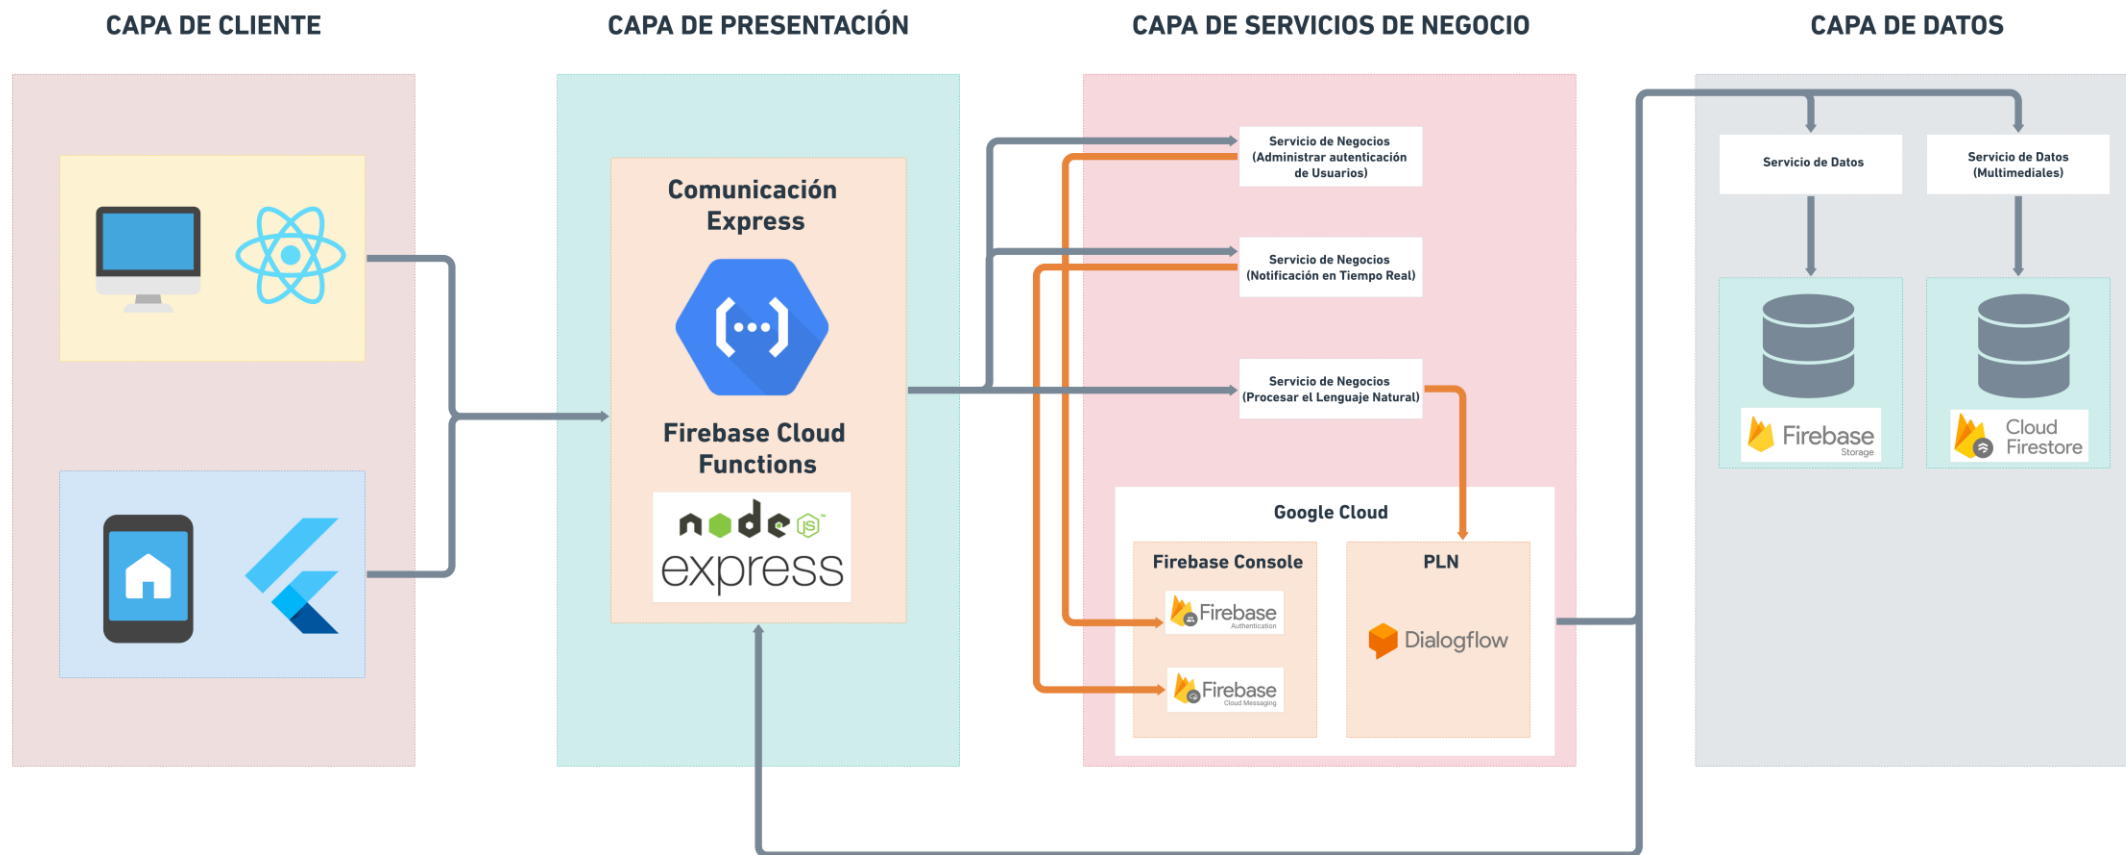 CAPA DE CLIENTE
CAPA DE PRESENTACIÓN
CAPA DE SERVICIOS DE NEGOCIO
CAPA DE DATOS
Comunicación
Express
Firebase Cloud
Functions
node JS™
express
Servicio de Negocios
(Administrar autenticación
de Usuarios)
Servicio de Negocios
(Notificación en Tiempo Real)
Servicio de Negocios
(Procesar el Lenguaje Natural)
Google Cloud
Firebase Console
Firebase
Authentication
Firebase
Cloud Messaging
PLN
Dialogflow
Servicio de Datos
Servicio de Datos
(Multimediales)
Firebase
Storage
Cloud
Firestore